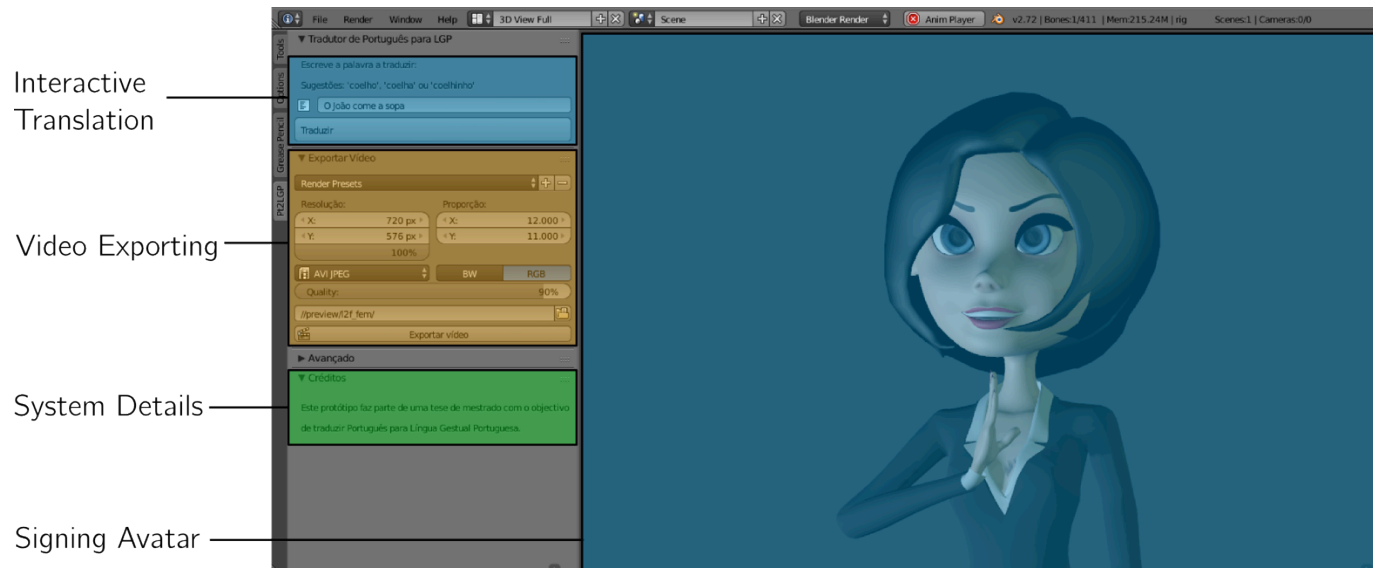 File Render Window Help 3D View Full Scene Blender Render Anim Player v2.72 | Bones:1/411 | Mem:215.24M | rig Scenes:1 | Cameras:0/0
Tools
Options
Grease Pencil
Pt2LGP
▼ Tradutor de Português para LGP
Interactive
Translation
Escreve a palavra a traduzir:
Sugestões: 'coelho', 'coelha' ou 'coelhinho'
O João come a sopa
Traduzir
Video Exporting
▼ Exportar Vídeo
Render Presets
Resolução: Proporção:
X: 720 px X: 12.000
Y: 576 px Y: 11.000
100%
AVI JPEG BW RGB
Quality: 90%
//preview/l2f_fem/
Exportar vídeo
▶ Avançado
System Details
▼ Créditos
Este protótipo faz parte de uma tese de mestrado com o objectivo
de traduzir Português para Língua Gestual Portuguesa.
Signing Avatar